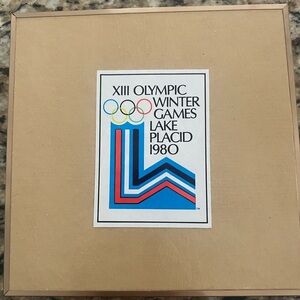 XIII OLYMPIC
WINTER
GAMES
LAKE
PLACID
1980